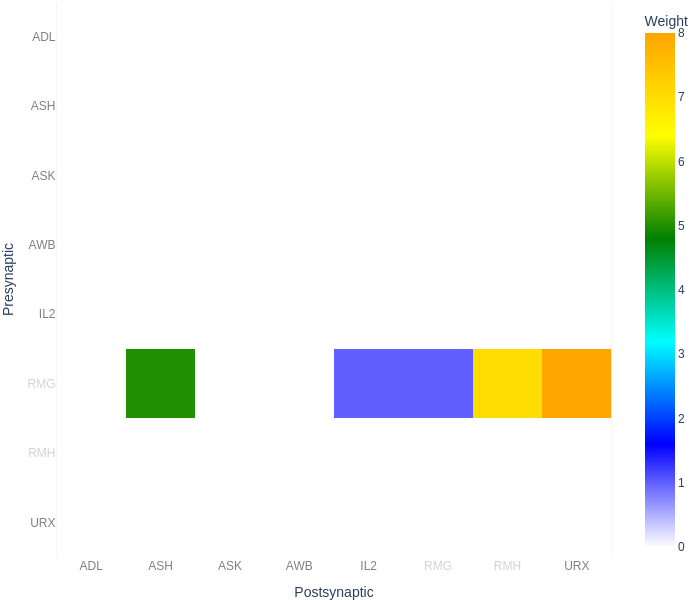 Weight
8
7
6
5
4
3
2
1
0
Presynaptic
ADL
ASH
ASK
AWB
IL2
RMG
RMH
URX
ADL ASH ASK AWB IL2 RMG RMH URX
Postsynaptic